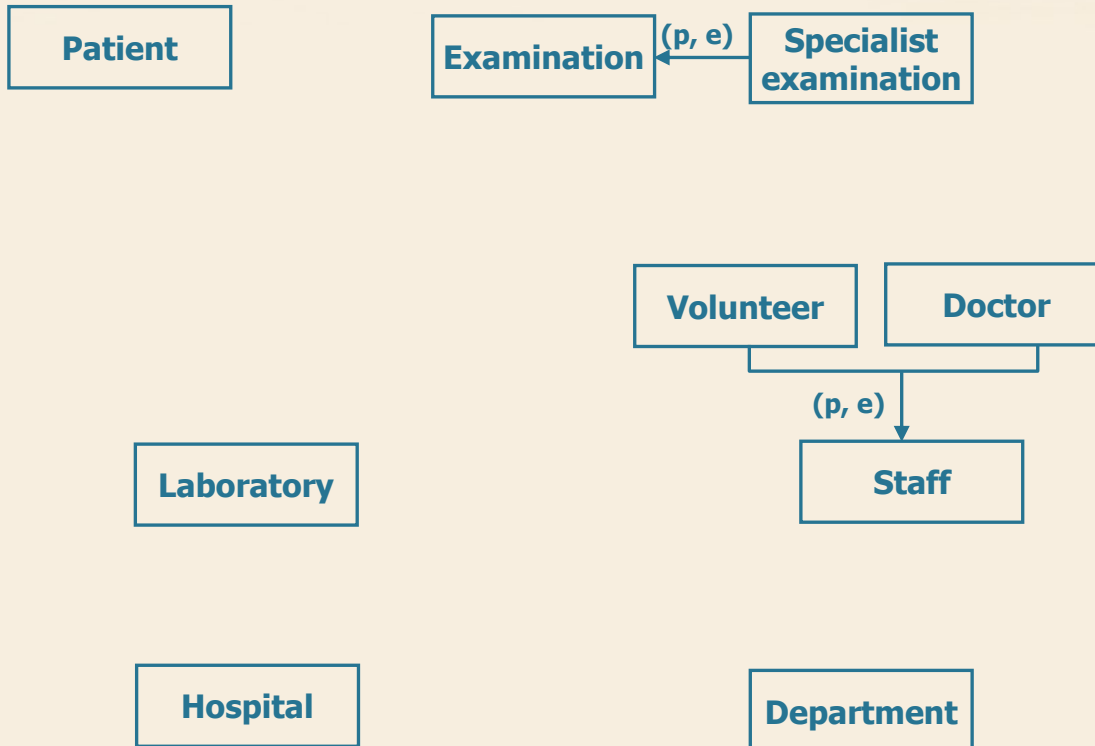 Patient
Examination
(p, e)
Specialist
examination
Volunteer
Doctor
(p, e)
Laboratory
Staff
Hospital
Department